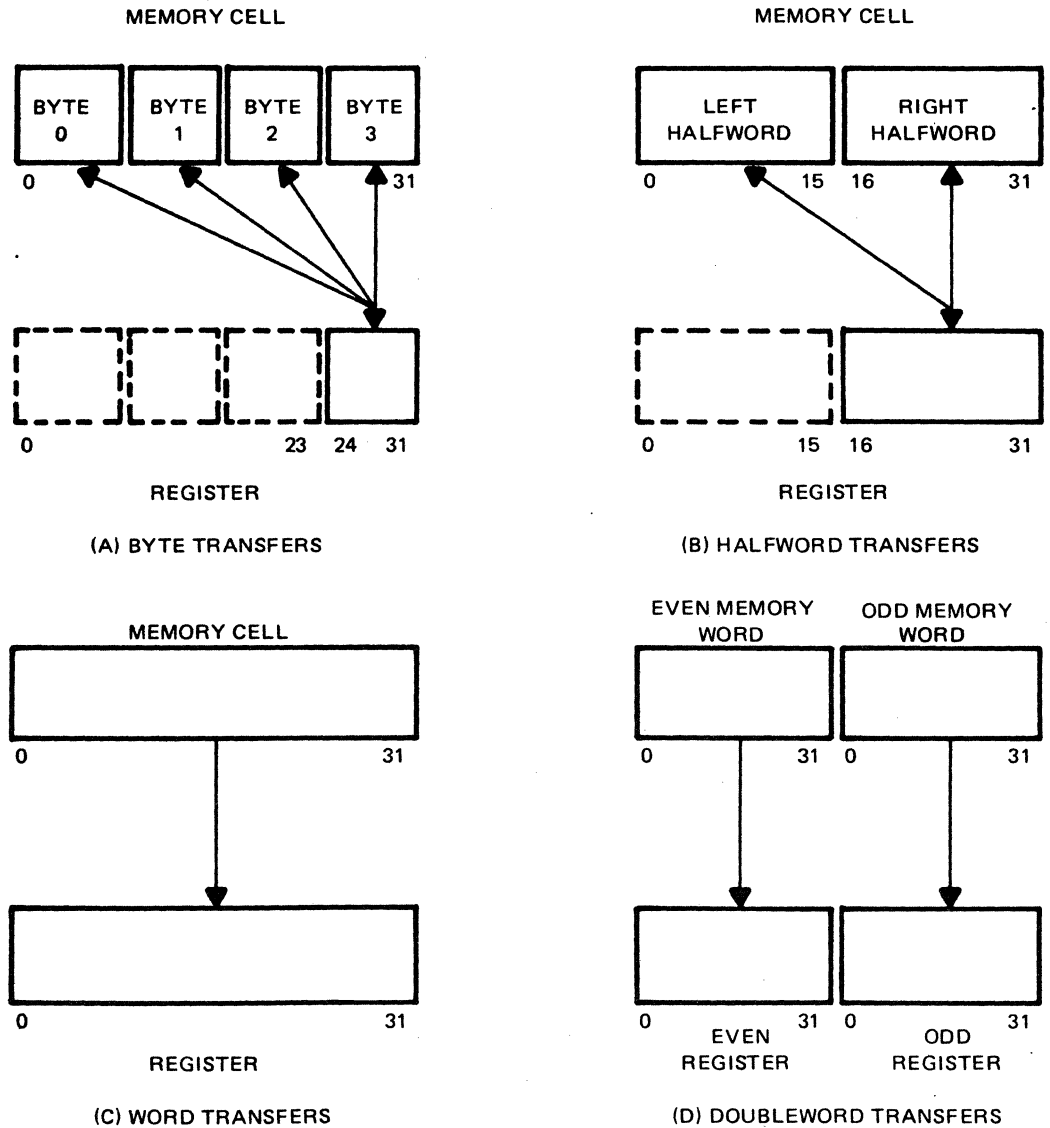 MEMORY CELL
BYTE 0
BYTE 1
BYTE 2
BYTE 3
0 31
0 23 24 31
REGISTER
(A) BYTE TRANSFERS
MEMORY CELL
LEFT HALFWORD
RIGHT HALFWORD
0 15 16 31
0 15 16 31
REGISTER
(B) HALFWORD TRANSFERS
MEMORY CELL
0 31
0 31
REGISTER
(C) WORD TRANSFERS
EVEN MEMORY WORD
ODD MEMORY WORD
0 31 0 31
0 31 0 31
EVEN REGISTER
ODD REGISTER
(D) DOUBLEWORD TRANSFERS